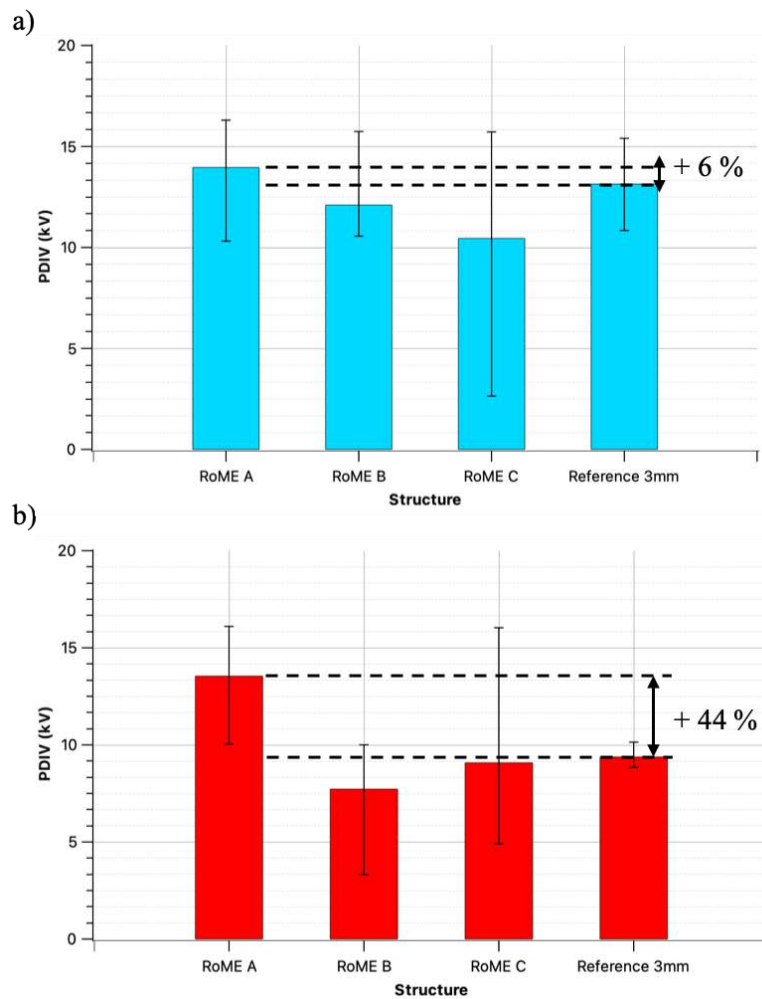 a)
20
15
10
5
0
PDIV (kV)
+ 6 %
RoME A RoME B RoME C Reference 3mm
Structure
b)
20
15
10
5
0
PDIV (kV)
+ 44 %
RoME A RoME B RoME C Reference 3mm
Structure